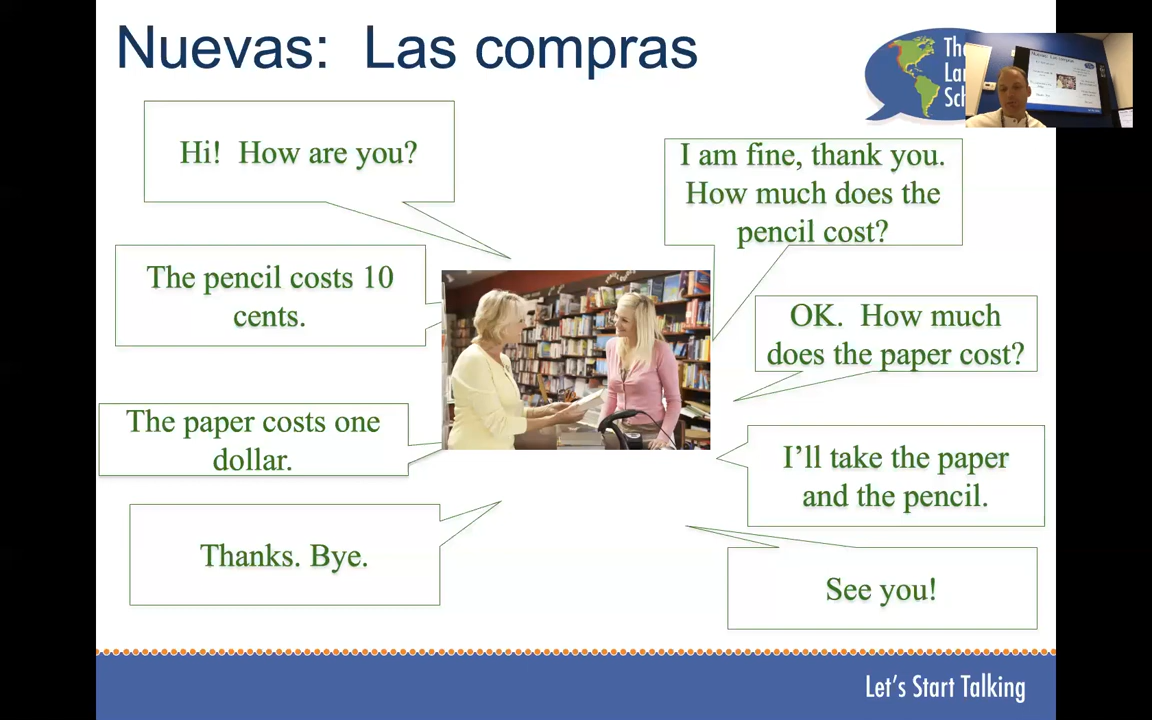 Nuevas:  Las compras
Hi!  How are you?
I am fine, thank you.
How much does the
pencil cost?
The pencil costs 10
cents.
OK.  How much
does the paper cost?
The paper costs one
dollar.
I'll take the paper
and the pencil.
Thanks. Bye.
See you!
Let's Start Talking